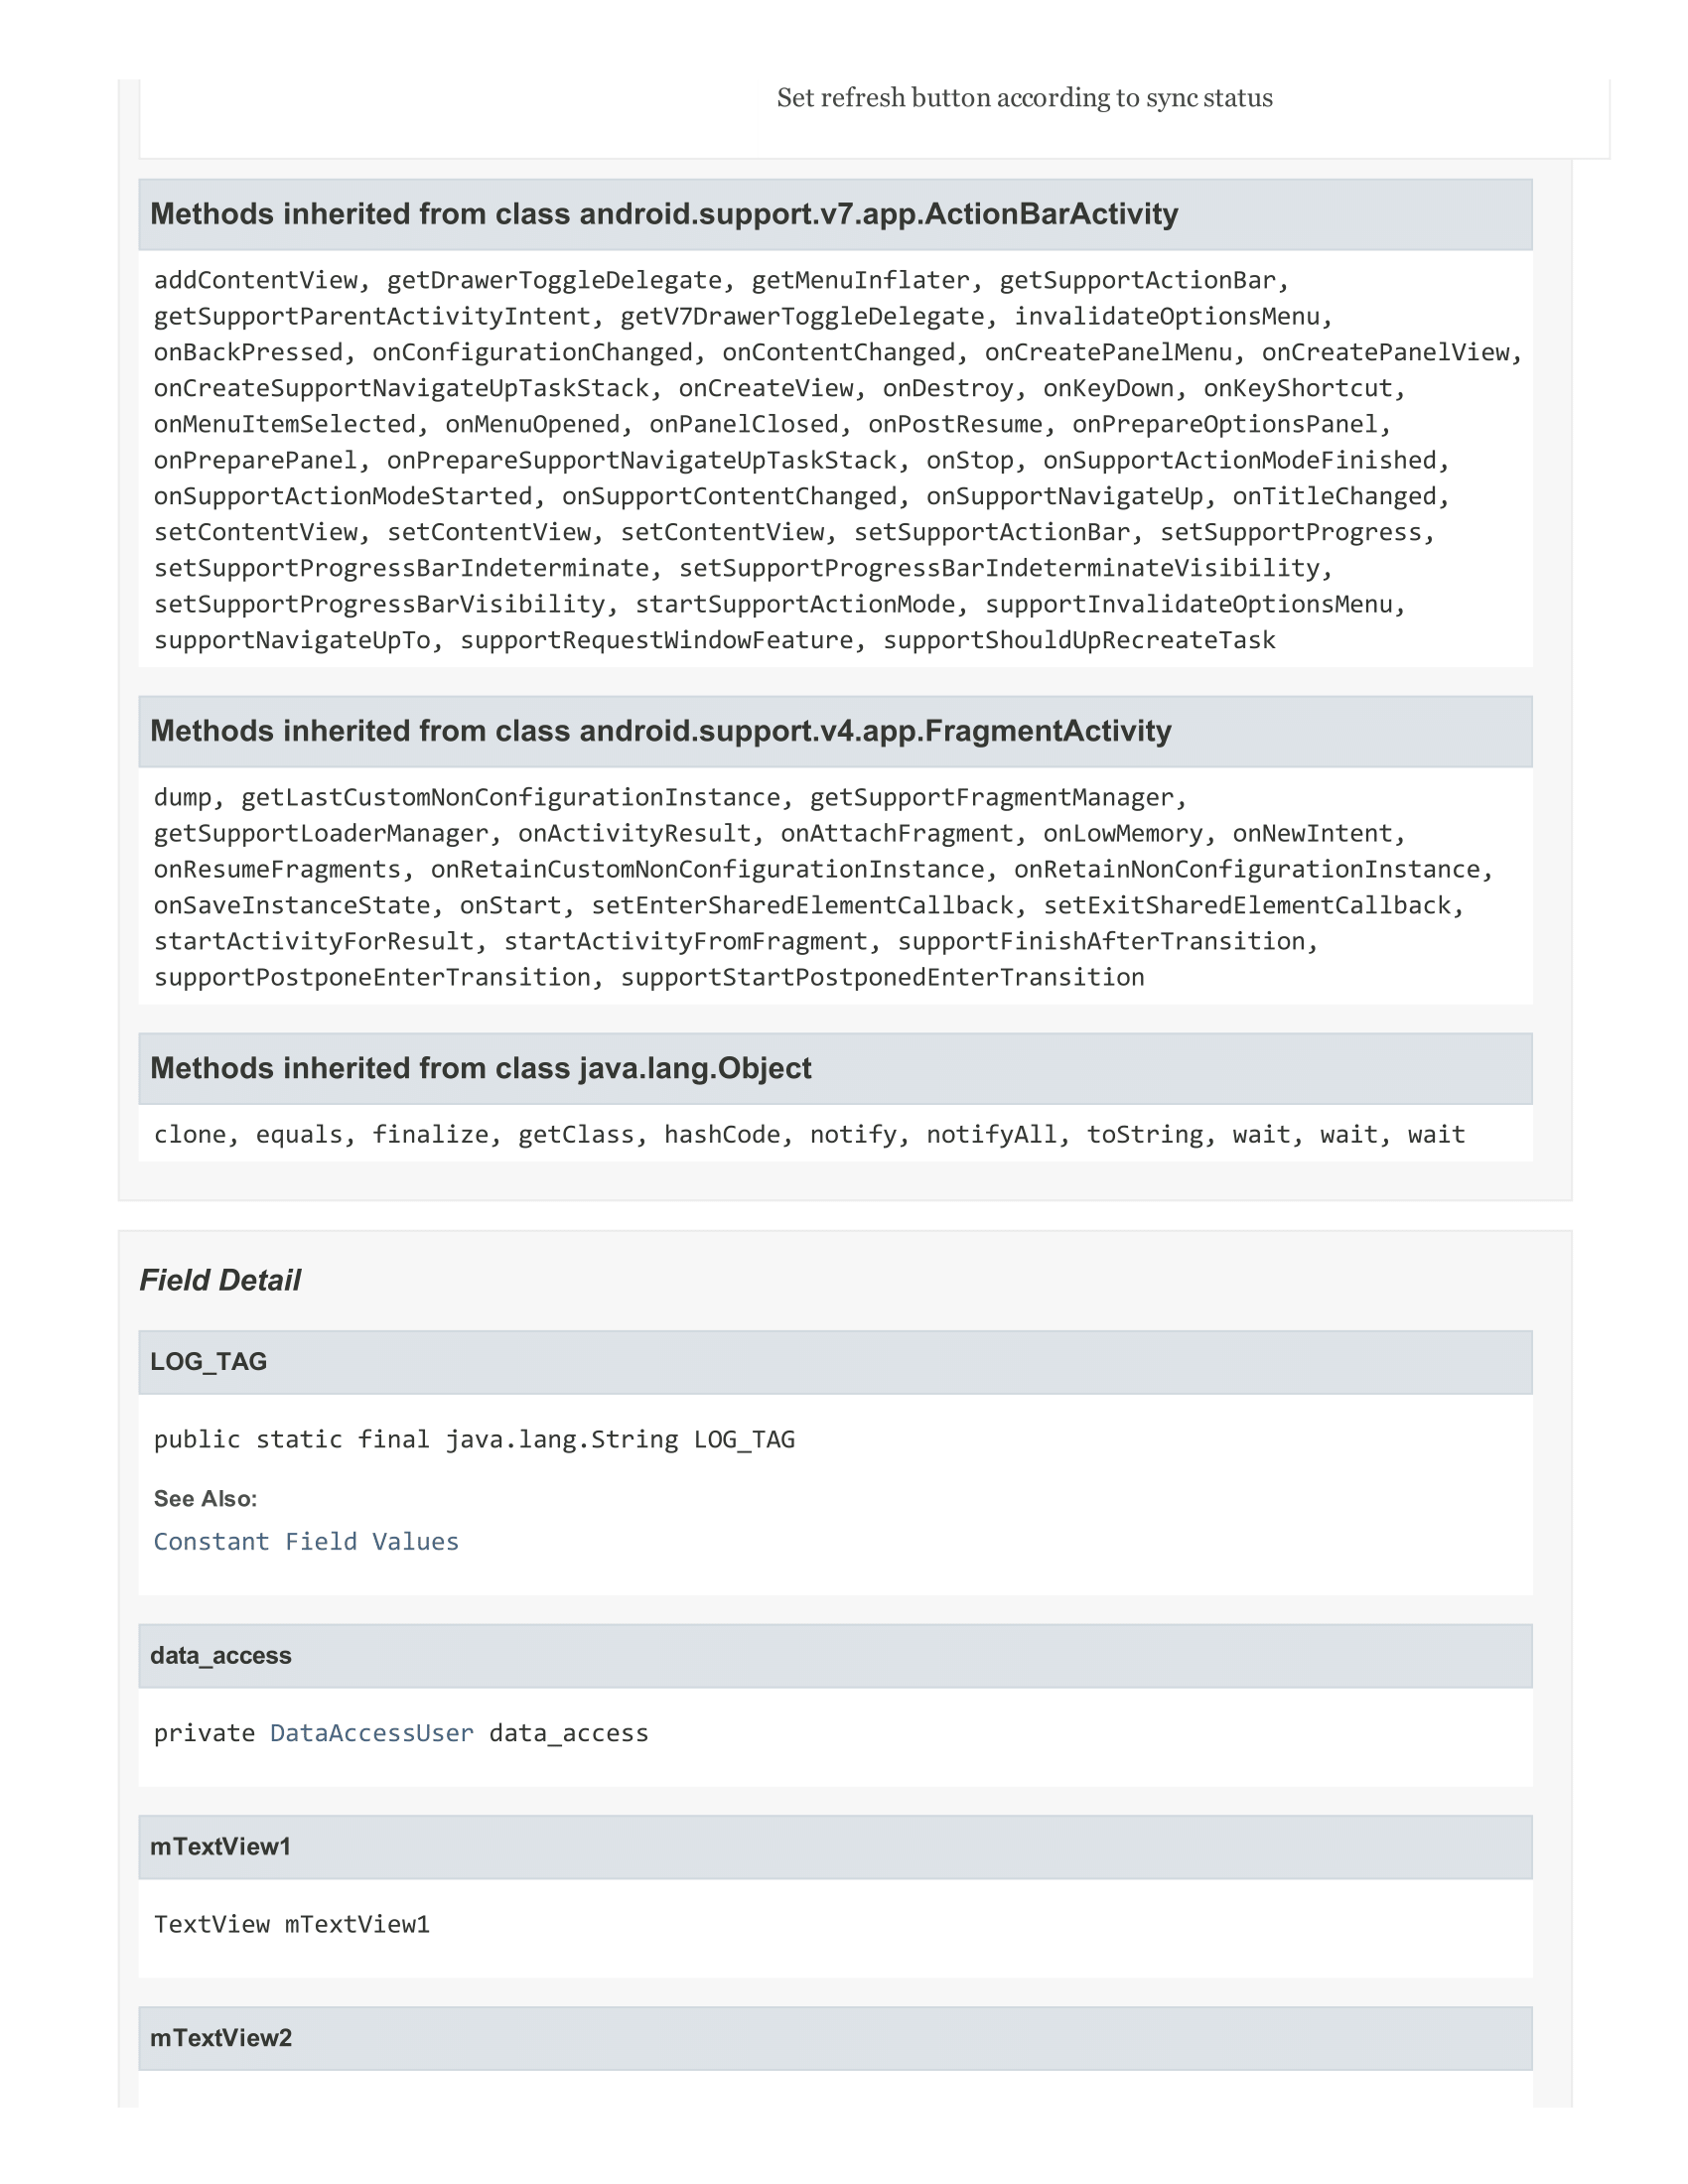 Set refresh button according to sync status
Methods inherited from class android.support.v7.app.ActionBarActivity
addContentView, getDrawerToggleDelegate, getMenuInflater, getSupportActionBar,
getSupportParentActivityIntent, getV7DrawerToggleDelegate, invalidateOptionsMenu,
onBackPressed, onConfigurationChanged, onContentChanged, onCreatePanelMenu, onCreatePanelView,
onCreateSupportNavigateUpTaskStack, onCreateView, onDestroy, onKeyDown, onKeyShortcut,
onMenuItemSelected, onMenuOpened, onPanelClosed, onPostResume, onPrepareOptionsPanel,
onPreparePanel, onPrepareSupportNavigateUpTaskStack, onStop, onSupportActionModeFinished,
onSupportActionModeStarted, onSupportContentChanged, onSupportNavigateUp, onTitleChanged,
setContentView, setContentView, setContentView, setSupportActionBar, setSupportProgress,
setSupportProgressBarIndeterminate, setSupportProgressBarIndeterminateVisibility,
setSupportProgressBarVisibility, startSupportActionMode, supportInvalidateOptionsMenu,
supportNavigateUpTo, supportRequestWindowFeature, supportShouldUpRecreateTask
Methods inherited from class android.support.v4.app.FragmentActivity
dump, getLastCustomNonConfigurationInstance, getSupportFragmentManager,
getSupportLoaderManager, onActivityResult, onAttachFragment, onLowMemory, onNewIntent,
onResumeFragments, onRetainCustomNonConfigurationInstance, onRetainNonConfigurationInstance,
onSaveInstanceState, onStart, setEnterSharedElementCallback, setExitSharedElementCallback,
startActivityForResult, startActivityFromFragment, supportFinishAfterTransition,
supportPostponeEnterTransition, supportStartPostponedEnterTransition
Methods inherited from class java.lang.Object
clone, equals, finalize, getClass, hashCode, notify, notifyAll, toString, wait, wait, wait
Field Detail
LOG_TAG
public static final java.lang.String LOG_TAG
See Also:
Constant Field Values
data_access
private DataAccessUser data_access
mTextView1
TextView mTextView1
mTextView2